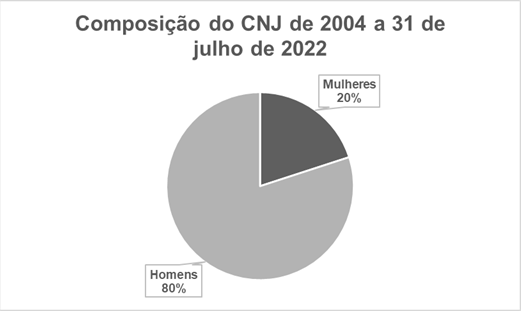 Composição do CNJ de 2004 a 31 de
julho de 2022
Mulheres
20%
Homens
80%